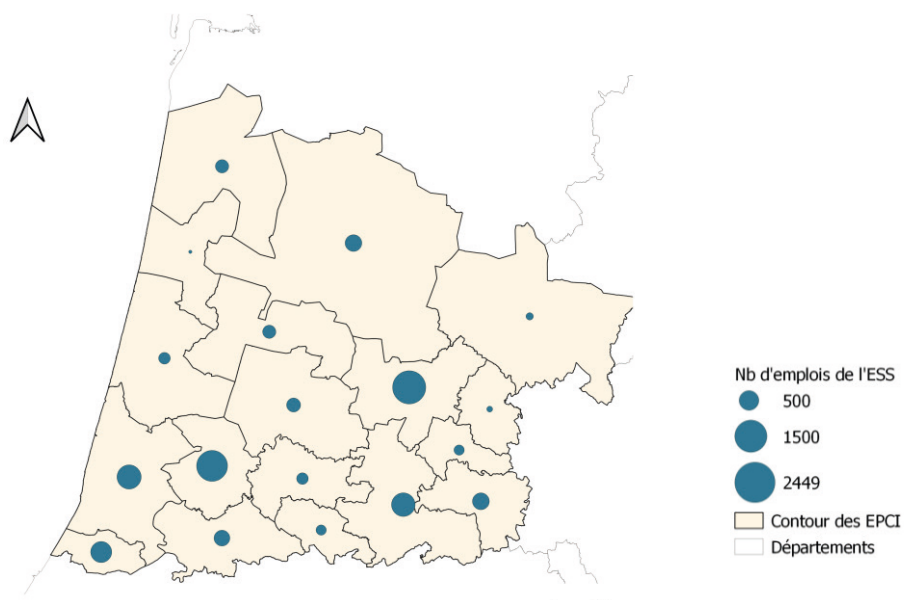 Nb d'emplois de l'ESS
500
1500
2449
Contour des EPCI
Départements